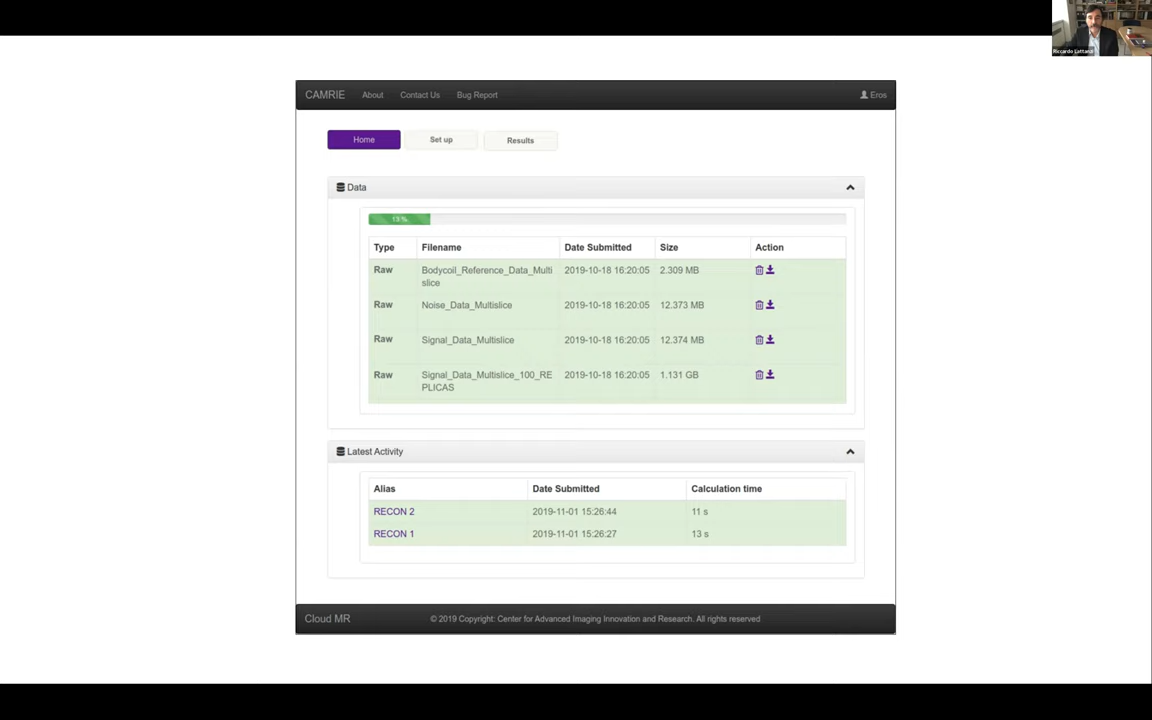 Riccardo Lattanzi
CAMRIE About Contact Us Bug Report Eros
Home Set up Results
Data
13 %
Type Filename Date Submitted Size Action
Raw Bodycoil_Reference_Data_Multi
slice 2019-10-18 16:20:05 2.309 MB
Raw Noise_Data_Multislice 2019-10-18 16:20:05 12.373 MB
Raw Signal_Data_Multislice 2019-10-18 16:20:05 12.374 MB
Raw Signal_Data_Multislice_100_RE
PLICAS 2019-10-18 16:20:05 1.131 GB
Latest Activity
Alias Date Submitted Calculation time
RECON 2 2019-11-01 15:26:44 11 s
RECON 1 2019-11-01 15:26:27 13 s
Cloud MR © 2019 Copyright: Center for Advanced Imaging Innovation and Research. All rights reserved